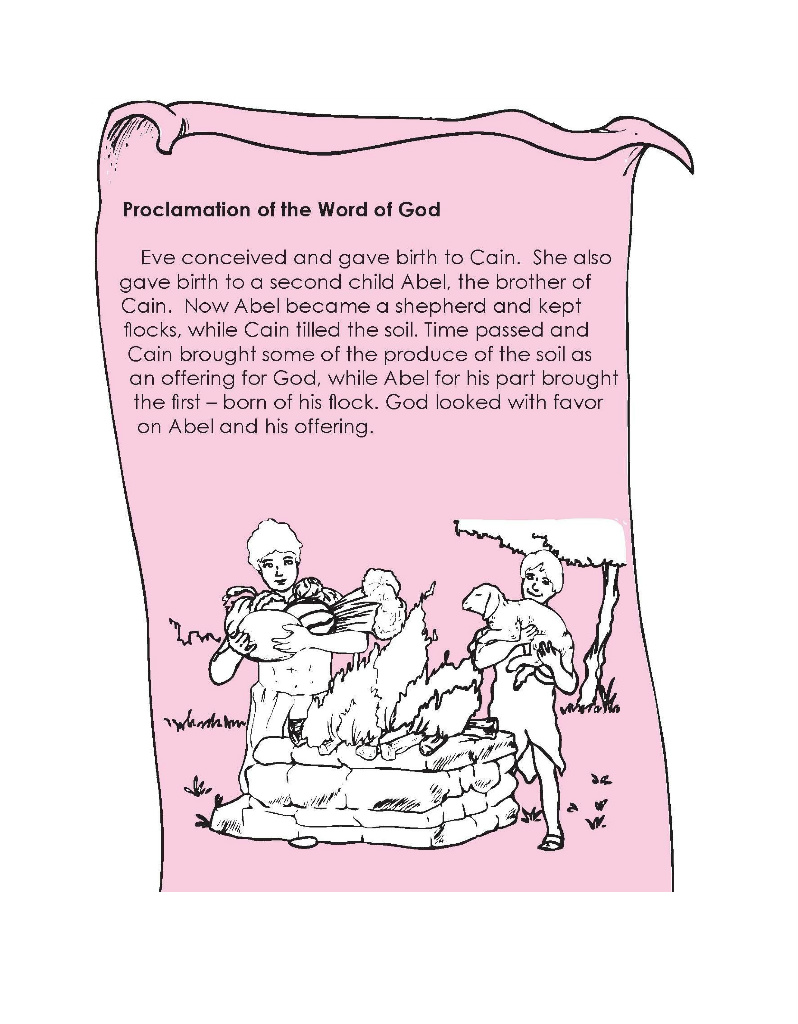 Proclamation of the Word of God
Eve conceived and gave birth to Cain.  She also
gave birth to a second child Abel, the brother of
Cain.  Now Abel became a shepherd and kept
flocks, while Cain tilled the soil. Time passed and
Cain brought some of the produce of the soil as
an offering for God, while Abel for his part brought
the first – born of his flock. God looked with favor
on Abel and his offering.